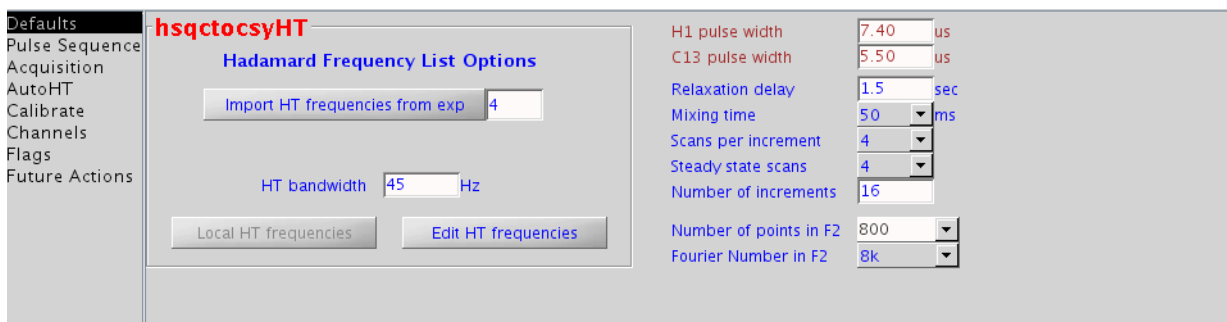 Defaults
Pulse Sequence
Acquisition
AutoHT
Calibrate
Channels
Flags
Future Actions
hsqctocsyHT
Hadamard Frequency List Options
Import HT frequencies from exp 4
HT bandwidth 45 Hz
Local HT frequencies Edit HT frequencies
H1 pulse width 7.40 us
C13 pulse width 5.50 us
Relaxation delay 1.5 sec
Mixing time 50 ms
Scans per increment 4
Steady state scans 4
Number of increments 16
Number of points in F2 800
Fourier Number in F2 8k